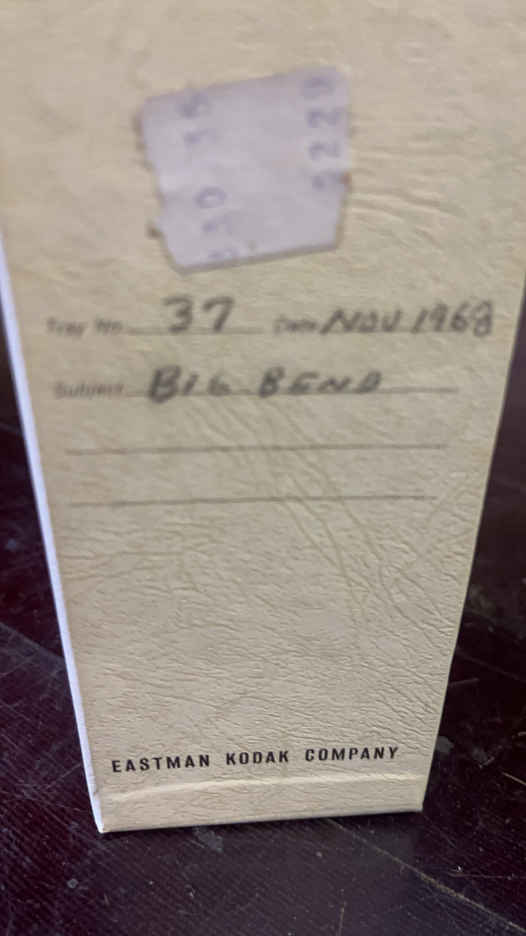 Tray No. 37 Date NOV 1968
Subject BIG BEND
EASTMAN KODAK COMPANY